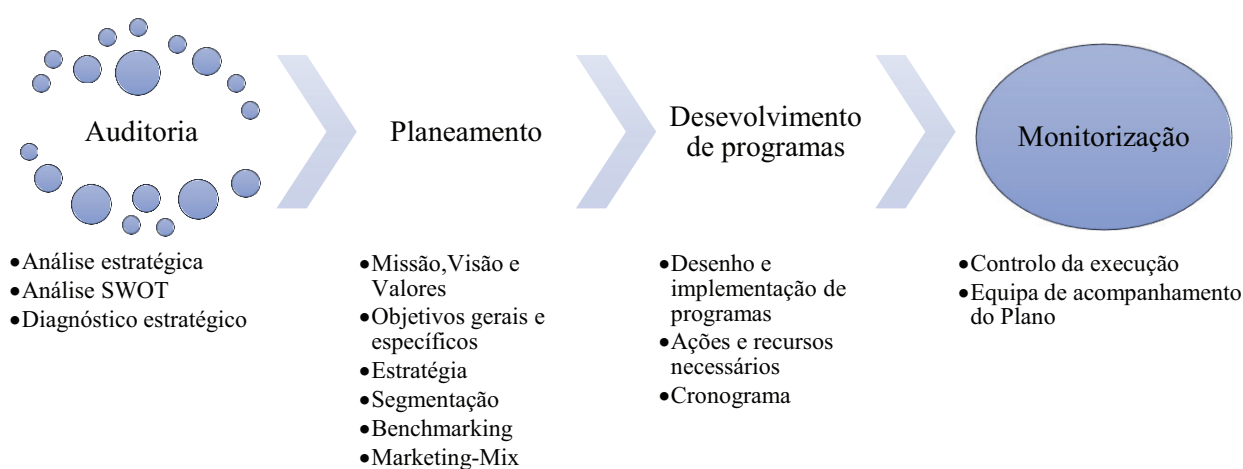 Auditoria
Planeamento
Desevolvimento
de programas
Monitorização
•Análise estratégica
•Análise SWOT
•Diagnóstico estratégico
•Missão,Visão e
Valores
•Objetivos gerais e
específicos
•Estratégia
•Segmentação
•Benchmarking
•Marketing-Mix
•Desenho e
implementação de
programas
•Ações e recursos
necessários
•Cronograma
•Controlo da execução
•Equipa de acompanhamento
do Plano